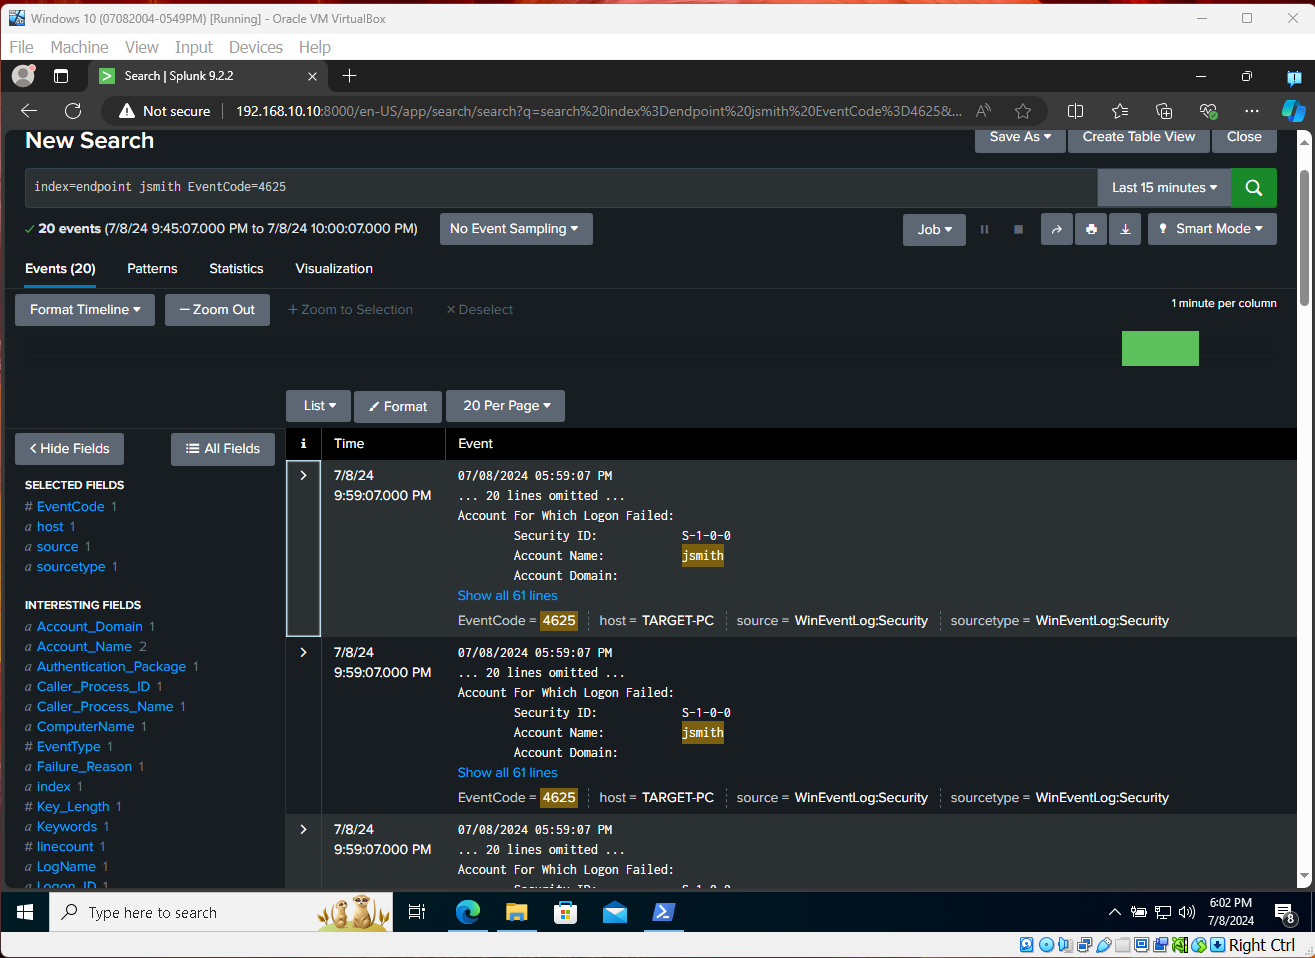 Windows 10 (07082004-0549PM) [Running] - Oracle VM VirtualBox
File Machine View Input Devices Help
Search | Splunk 9.2.2
Not secure 192.168.10.10:8000/en-US/app/search/search?q=search%20index%3Dendpoint%20jsmith%20EventCode%3D4625&...
New Search
Save As Create Table View Close
index=endpoint jsmith EventCode=4625
Last 15 minutes
20 events (7/8/24 9:45:07.000 PM to 7/8/24 10:00:07.000 PM)
No Event Sampling
Job
Smart Mode
Events (20) Patterns Statistics Visualization
Format Timeline – Zoom Out + Zoom to Selection × Deselect
1 minute per column
List Format 20 Per Page
< Hide Fields All Fields
i Time Event
SELECTED FIELDS
# EventCode 1
a host 1
a source 1
a sourcetype 1
INTERESTING FIELDS
a Account_Domain 1
a Account_Name 2
a Authentication_Package 1
a Caller_Process_ID 1
a Caller_Process_Name 1
a ComputerName 1
# EventType 1
a Failure_Reason 1
a index 1
# Key_Length 1
a Keywords 1
# linecount 1
a LogName 1
a Logon_ID 1
7/8/24
9:59:07.000 PM
07/08/2024 05:59:07 PM
... 20 lines omitted ...
Account For Which Logon Failed:
Security ID: S-1-0-0
Account Name: jsmith
Account Domain:
Show all 61 lines
EventCode = 4625 host = TARGET-PC source = WinEventLog:Security sourcetype = WinEventLog:Security
7/8/24
9:59:07.000 PM
07/08/2024 05:59:07 PM
... 20 lines omitted ...
Account For Which Logon Failed:
Security ID: S-1-0-0
Account Name: jsmith
Account Domain:
Show all 61 lines
EventCode = 4625 host = TARGET-PC source = WinEventLog:Security sourcetype = WinEventLog:Security
7/8/24
9:59:07.000 PM
07/08/2024 05:59:07 PM
... 20 lines omitted ...
Account For Which Logon Failed:
Type here to search
6:02 PM
7/8/2024
8
Right Ctrl